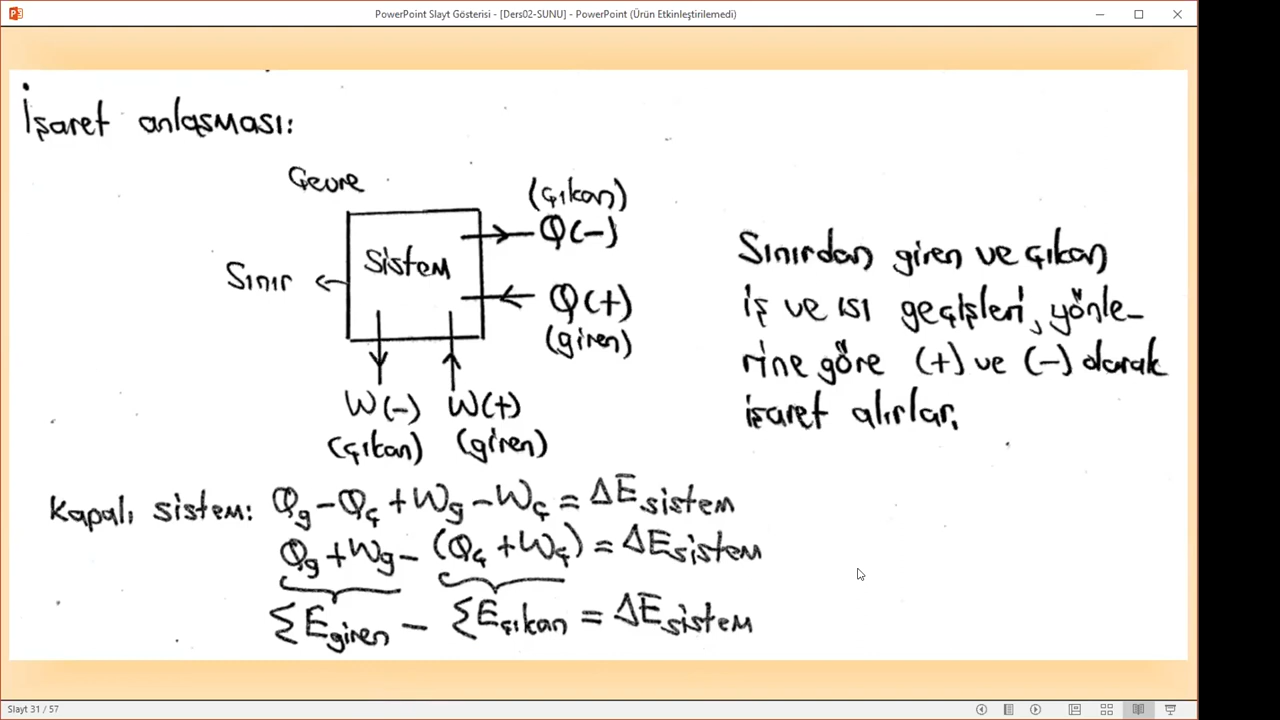 PowerPoint Slayt Gösterisi - [Ders02-SUNU] - PowerPoint (Ürün Etkinleştirilemedi)
İşaret anlaşması:
Çevre
(çıkan)
Q(-)
Sistem
Sınır
Q(+)
(giren)
W(-) W(+)
(çıkan) (giren)
Sınırdan giren ve çıkan
iş ve ısı geçişleri, yönle-
rine göre (+) ve (-) olarak
işaret alırlar.
Kapalı sistem: Qg - Qç + Wg - Wç = ΔEsistem
Qg + Wg - (Qç + Wç) = ΔEsistem
ΣEgiren - ΣEçıkan = ΔEsistem
Slayt 31 / 57